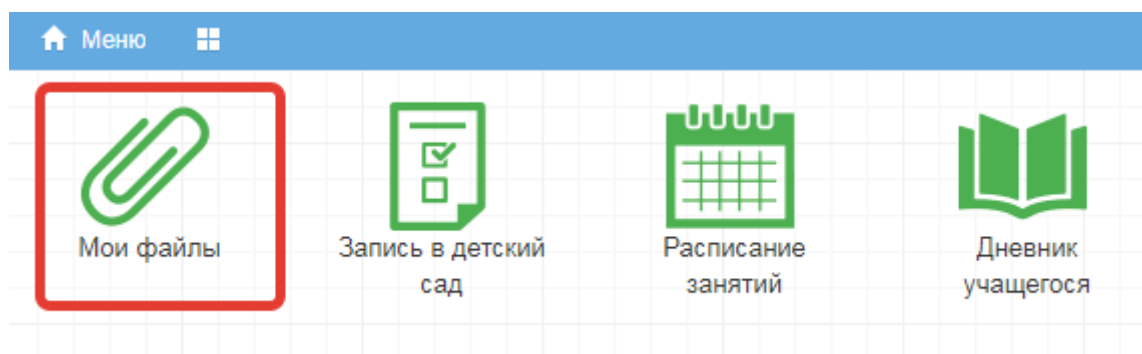 Меню
Мои файлы
Запись в детский
сад
Расписание
занятий
Дневник
учащегося